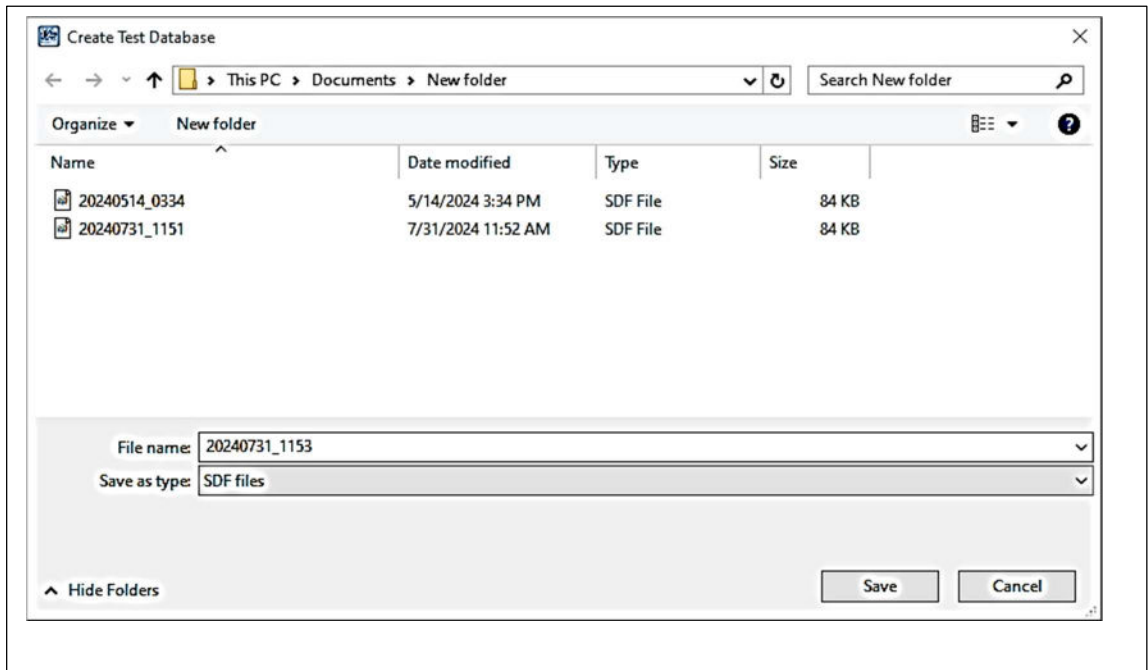 Create Test Database
This PC > Documents > New folder
Search New folder
Organize
New folder
Name Date modified Type Size
20240514_0334 5/14/2024 3:34 PM SDF File 84 KB
20240731_1151 7/31/2024 11:52 AM SDF File 84 KB
File name: 20240731_1153
Save as type: SDF files
Hide Folders
Save
Cancel